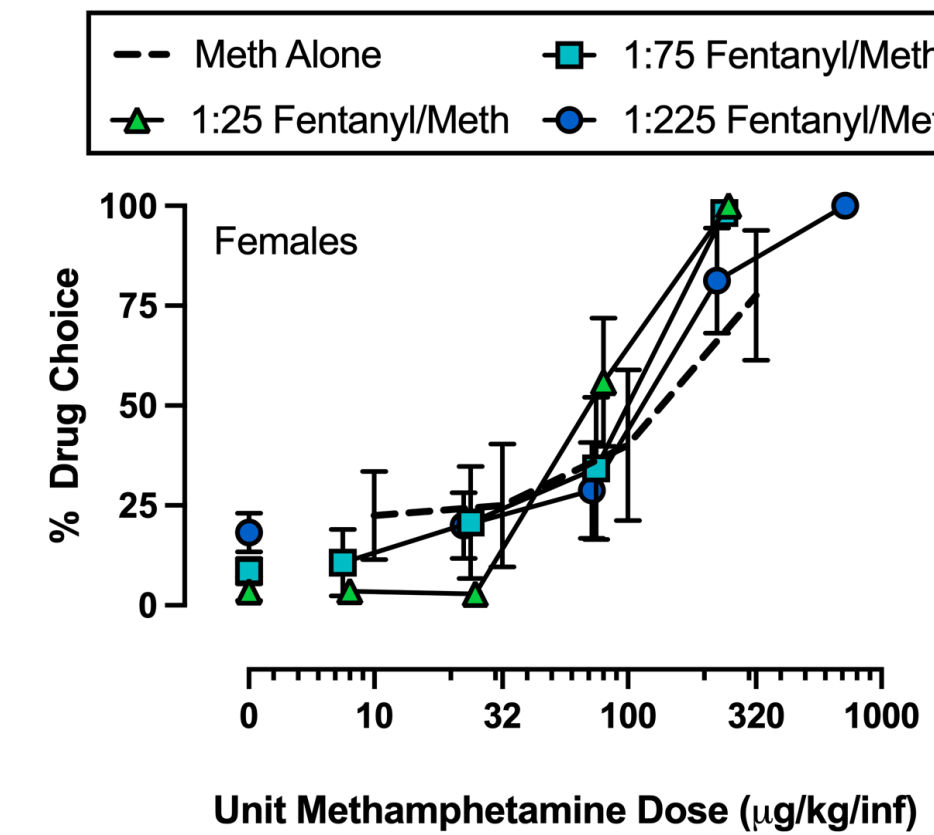 Meth Alone
1:75 Fentanyl/Meth
1:25 Fentanyl/Meth
1:225 Fentanyl/Me
Females
% Drug Choice
100
75
50
25
0
0 10 32 100 320 1000
Unit Methamphetamine Dose (μg/kg/inf)